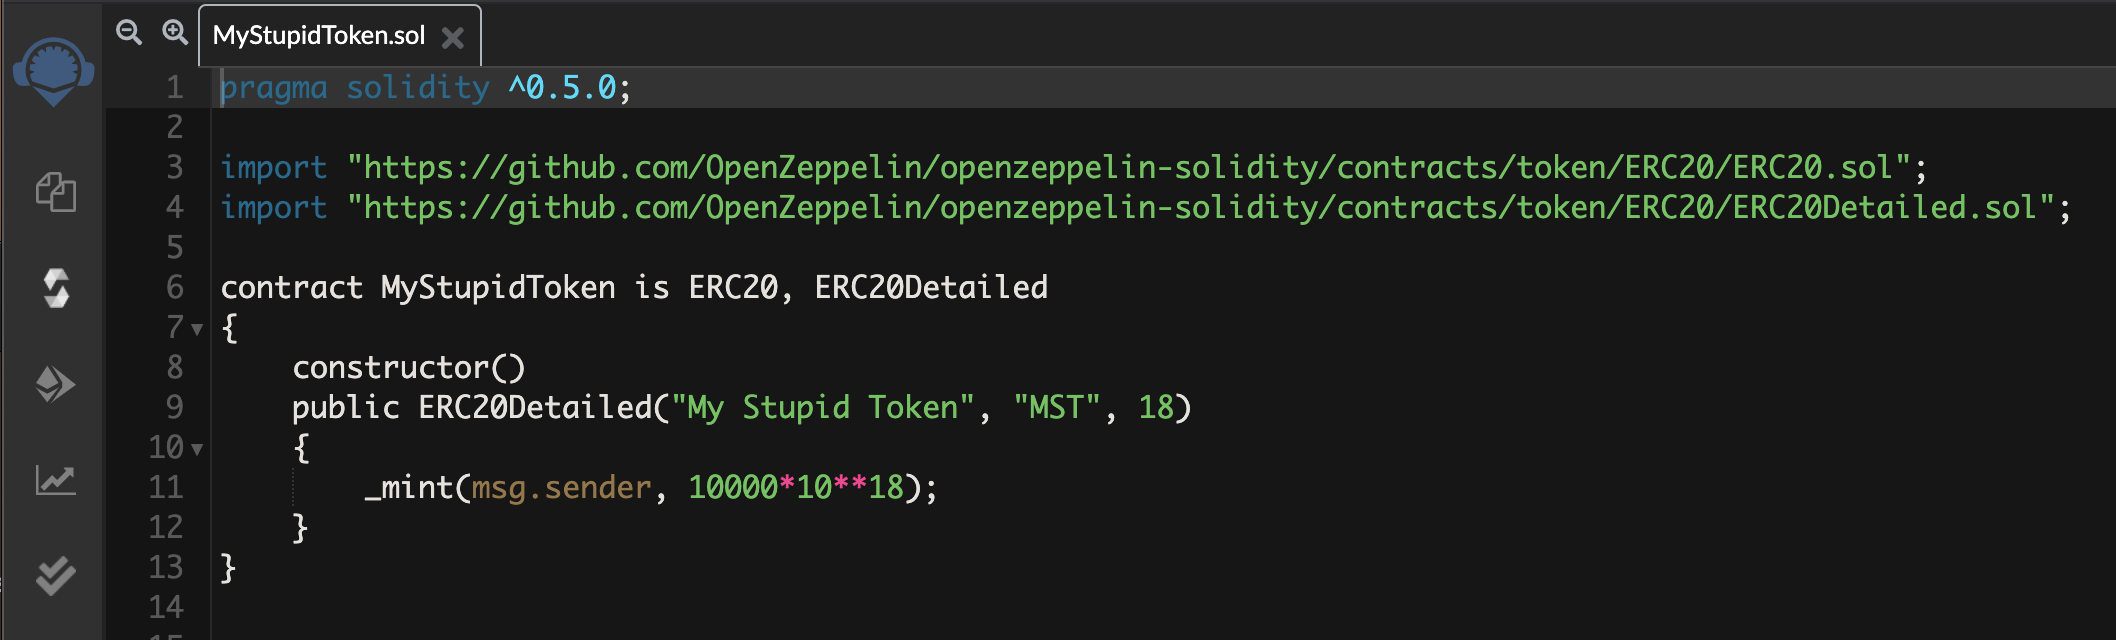 MyStupidToken.sol
1 pragma solidity ^0.5.0;
2
3 import "https://github.com/OpenZeppelin/openzeppelin-solidity/contracts/token/ERC20/ERC20.sol";
4 import "https://github.com/OpenZeppelin/openzeppelin-solidity/contracts/token/ERC20/ERC20Detailed.sol";
5
6 contract MyStupidToken is ERC20, ERC20Detailed
7 {
8     constructor()
9     public ERC20Detailed("My Stupid Token", "MST", 18)
10     {
11         _mint(msg.sender, 10000*10**18);
12     }
13 }
14